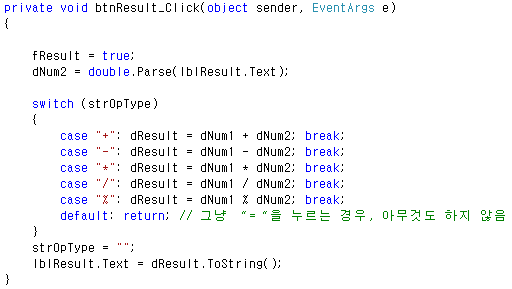 private void btnResult_Click(object sender, EventArgs e)
{
fResult = true;
dNum2 = double.Parse(lblResult.Text);
switch (strOpType)
{
case "+": dResult = dNum1 + dNum2; break;
case "-": dResult = dNum1 - dNum2; break;
case "*": dResult = dNum1 * dNum2; break;
case "/": dResult = dNum1 / dNum2; break;
case "%": dResult = dNum1 % dNum2; break;
default: return; // 그냥 “=“을 누르는 경우, 아무것도 하지 않음
}
strOpType = "";
lblResult.Text = dResult.ToString();
}